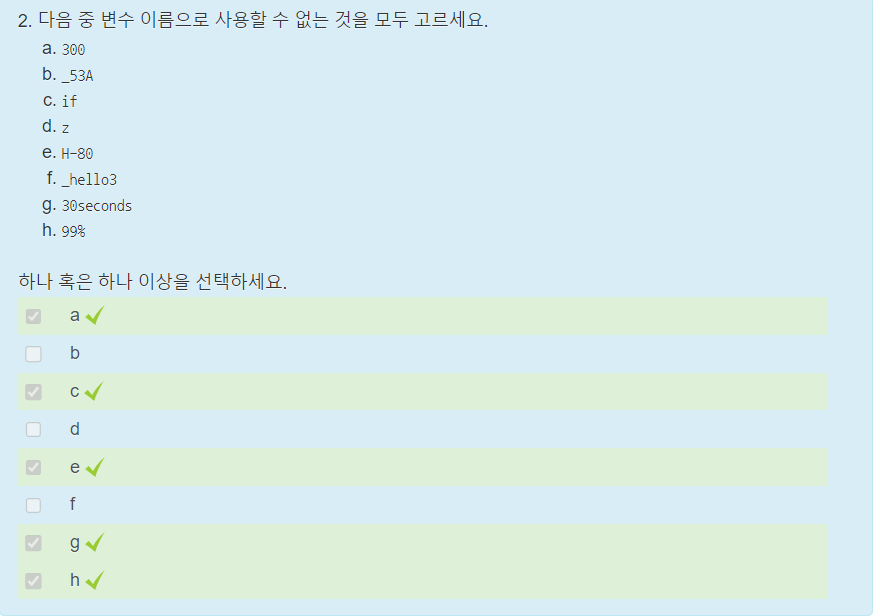 2. 다음 중 변수 이름으로 사용할 수 없는 것을 모두 고르세요.
a. 300
b. _53A
c. if
d. z
e. H-80
f. _hello3
g. 30seconds
h. 99%
하나 혹은 하나 이상을 선택하세요.
a
b
c
d
e
f
g
h